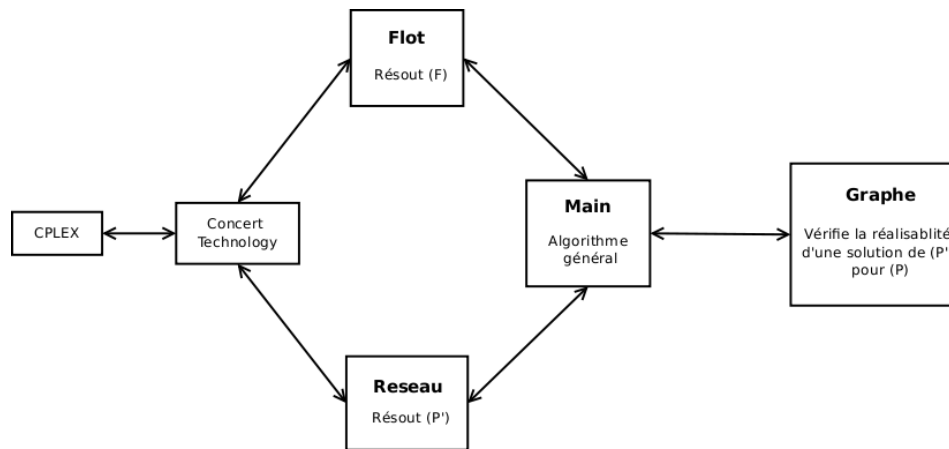 Flot
Résout (F)
CPLEX
Concert
Technology
Main
Algorithme
général
Graphe
Vérifie la réalisablité
d'une solution de (P'
pour (P)
Reseau
Résout (P')